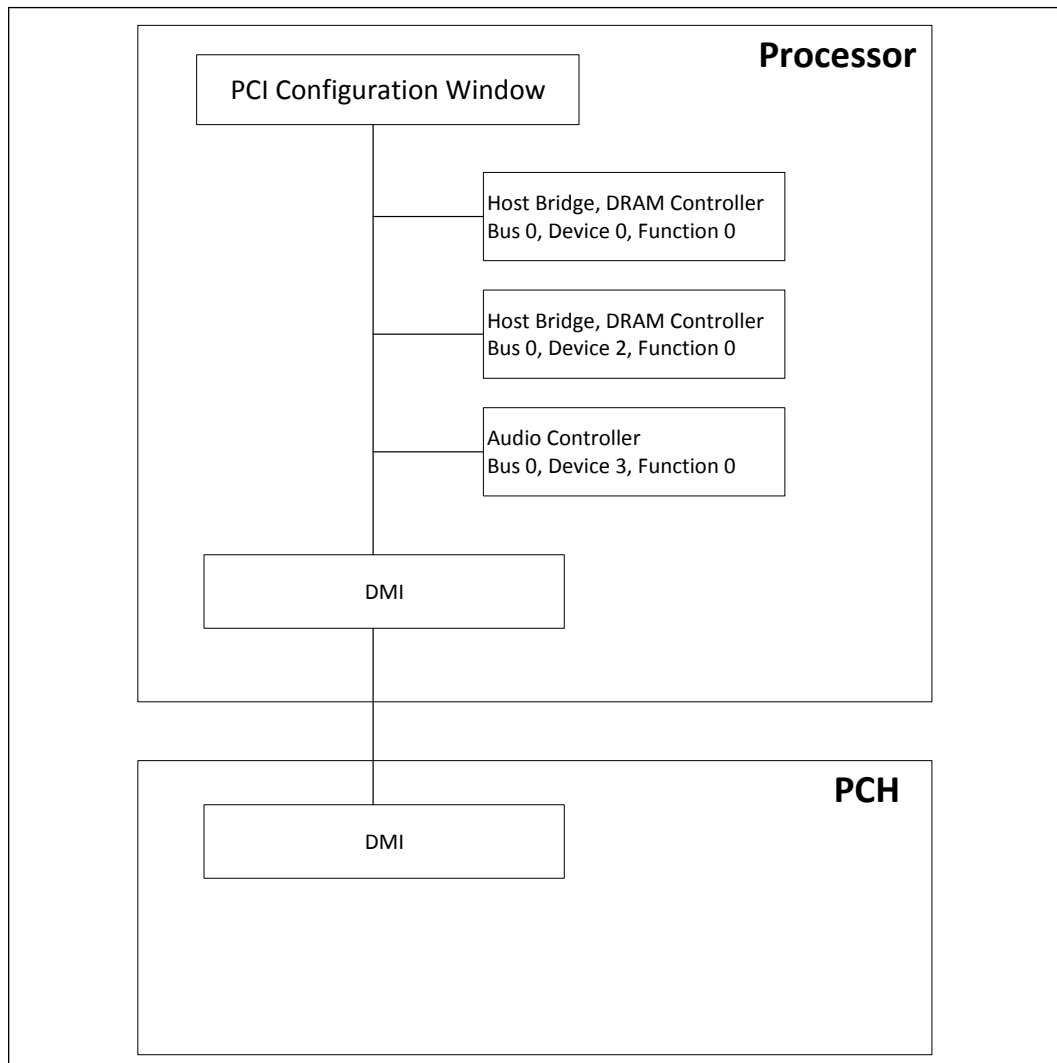 Processor
PCI Configuration Window
Host Bridge, DRAM Controller
Bus 0, Device 0, Function 0
Host Bridge, DRAM Controller
Bus 0, Device 2, Function 0
Audio Controller
Bus 0, Device 3, Function 0
DMI
PCH
DMI